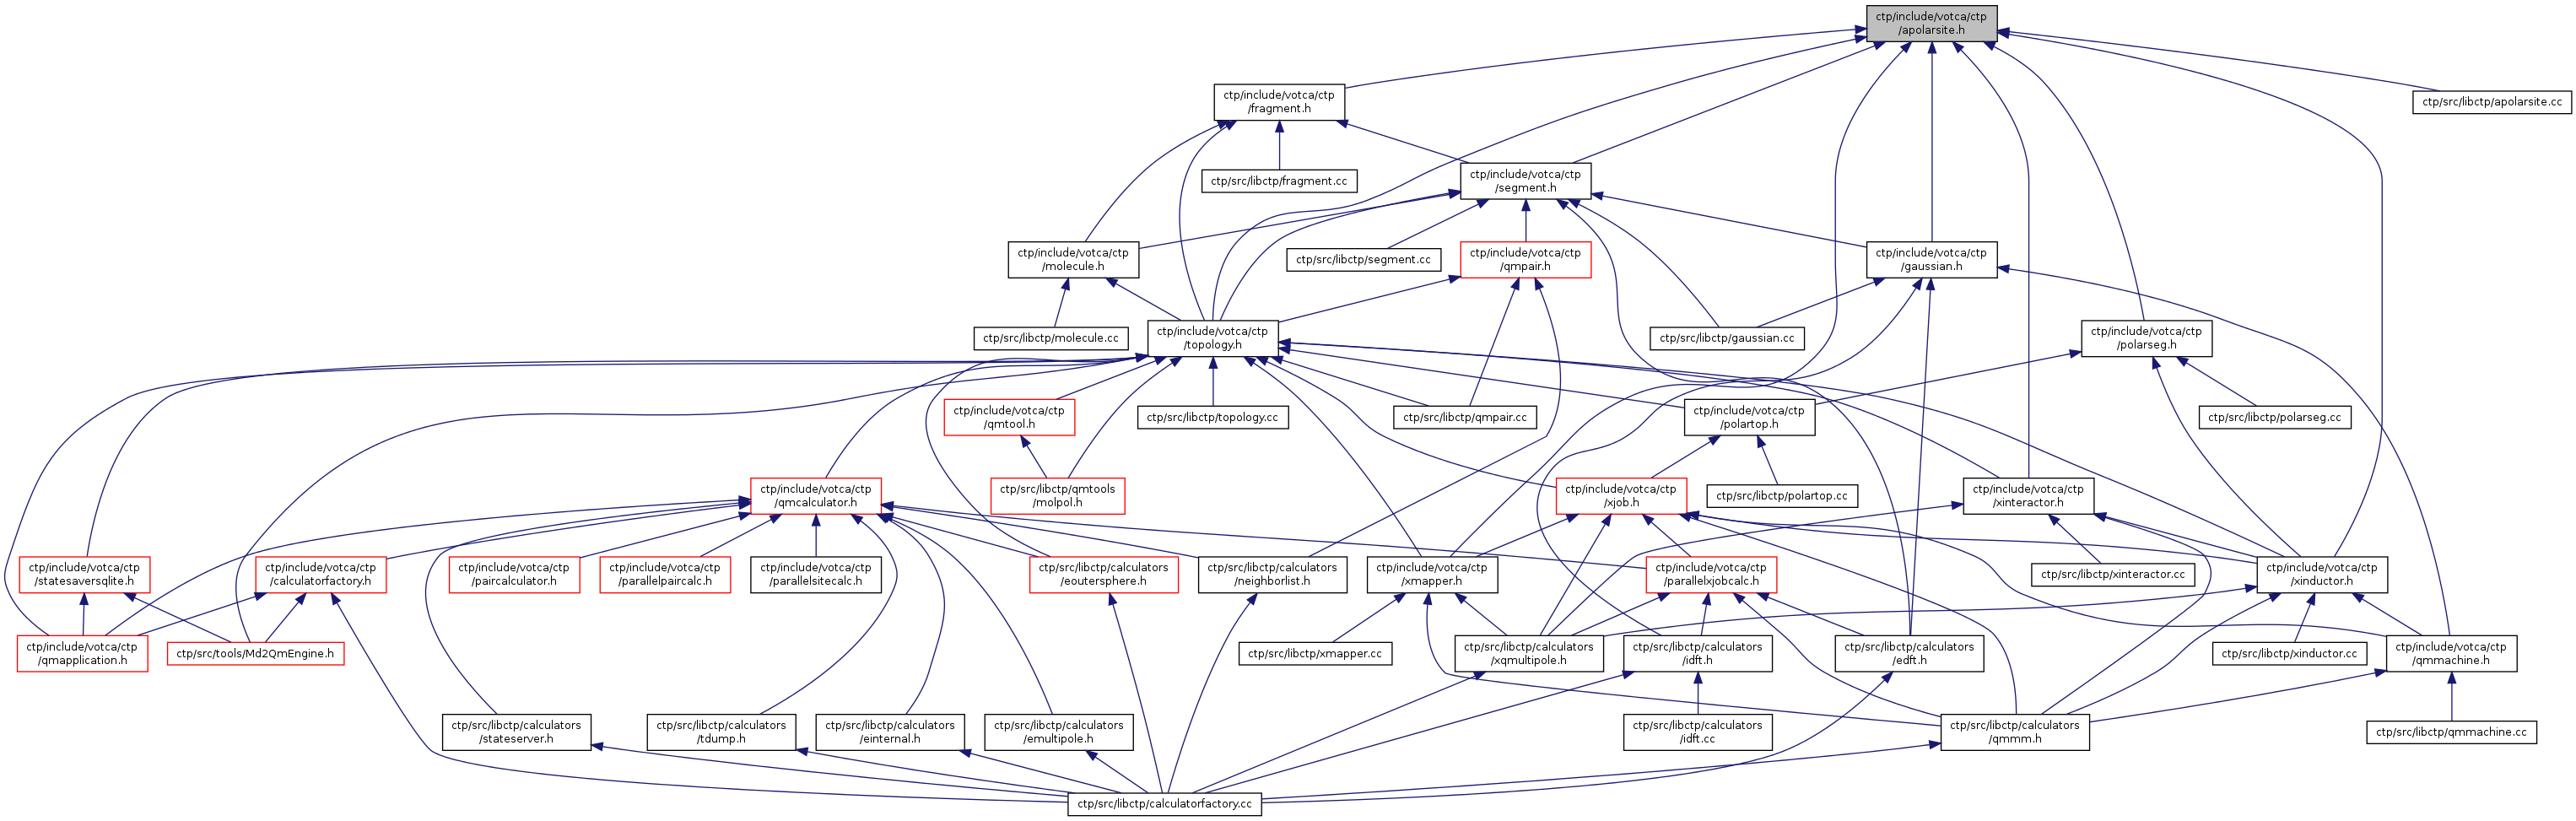 ctp/include/votca/ctp
/apolarsite.h
ctp/include/votca/ctp
/fragment.h
ctp/src/libctp/apolarsite.cc
ctp/src/libctp/fragment.cc
ctp/include/votca/ctp
/segment.h
ctp/include/votca/ctp
/molecule.h
ctp/src/libctp/segment.cc
ctp/include/votca/ctp
/qmpair.h
ctp/include/votca/ctp
/gaussian.h
ctp/src/libctp/molecule.cc
ctp/include/votca/ctp
/topology.h
ctp/src/libctp/gaussian.cc
ctp/include/votca/ctp
/polarseg.h
ctp/include/votca/ctp
/qmtool.h
ctp/src/libctp/topology.cc
ctp/src/libctp/qmpair.cc
ctp/include/votca/ctp
/polartop.h
ctp/src/libctp/polarseg.cc
ctp/include/votca/ctp
/qmcalculator.h
ctp/src/libctp/qmtools
/molpol.h
ctp/include/votca/ctp
/xjob.h
ctp/src/libctp/polartop.cc
ctp/include/votca/ctp
/xinteractor.h
ctp/include/votca/ctp
/statesaversqlite.h
ctp/include/votca/ctp
/calculatorfactory.h
ctp/include/votca/ctp
/paircalculator.h
ctp/include/votca/ctp
/parallelpaircalc.h
ctp/include/votca/ctp
/parallelsitecalc.h
ctp/src/libctp/calculators
/eoutersphere.h
ctp/src/libctp/calculators
/neighborlist.h
ctp/include/votca/ctp
/xmapper.h
ctp/include/votca/ctp
/parallelxjobcalc.h
ctp/src/libctp/xinteractor.cc
ctp/include/votca/ctp
/xinductor.h
ctp/include/votca/ctp
/qmapplication.h
ctp/src/tools/Md2QmEngine.h
ctp/src/libctp/xmapper.cc
ctp/src/libctp/calculators
/xqmultipole.h
ctp/src/libctp/calculators
/idft.h
ctp/src/libctp/calculators
/edft.h
ctp/src/libctp/xinductor.cc
ctp/include/votca/ctp
/qmmachine.h
ctp/src/libctp/calculators
/stateserver.h
ctp/src/libctp/calculators
/tdump.h
ctp/src/libctp/calculators
/einternal.h
ctp/src/libctp/calculators
/emultipole.h
ctp/src/libctp/calculators
/idft.cc
ctp/src/libctp/calculators
/qmmm.h
ctp/src/libctp/qmmachine.cc
ctp/src/libctp/calculatorfactory.cc